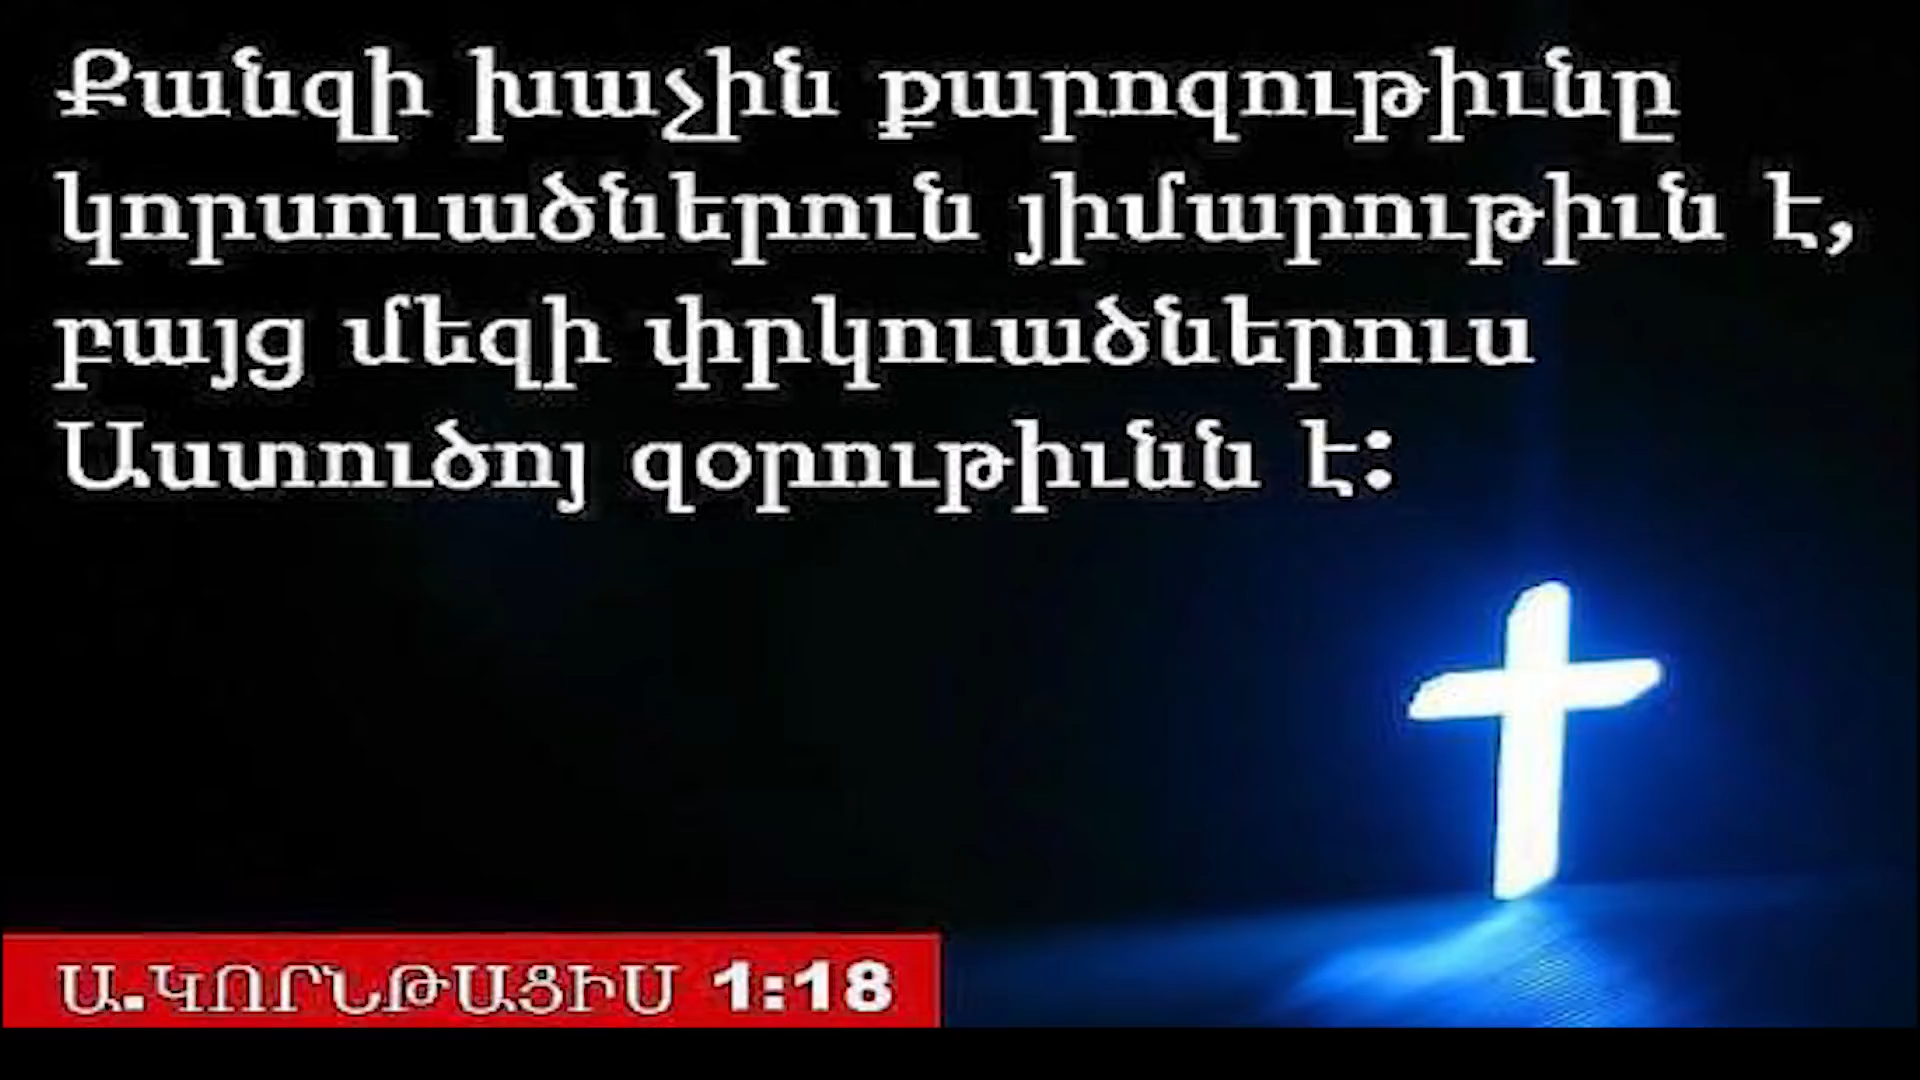 Քանզի խաչին քարոզութիւնը
կորսուածներուն յիմարութիւն է,
բայց մեզի փրկուածներուս
Աստուծոյ զօրութիւնն է:
Ա.ԿՈՐՆԹԱՑԻՍ 1:18